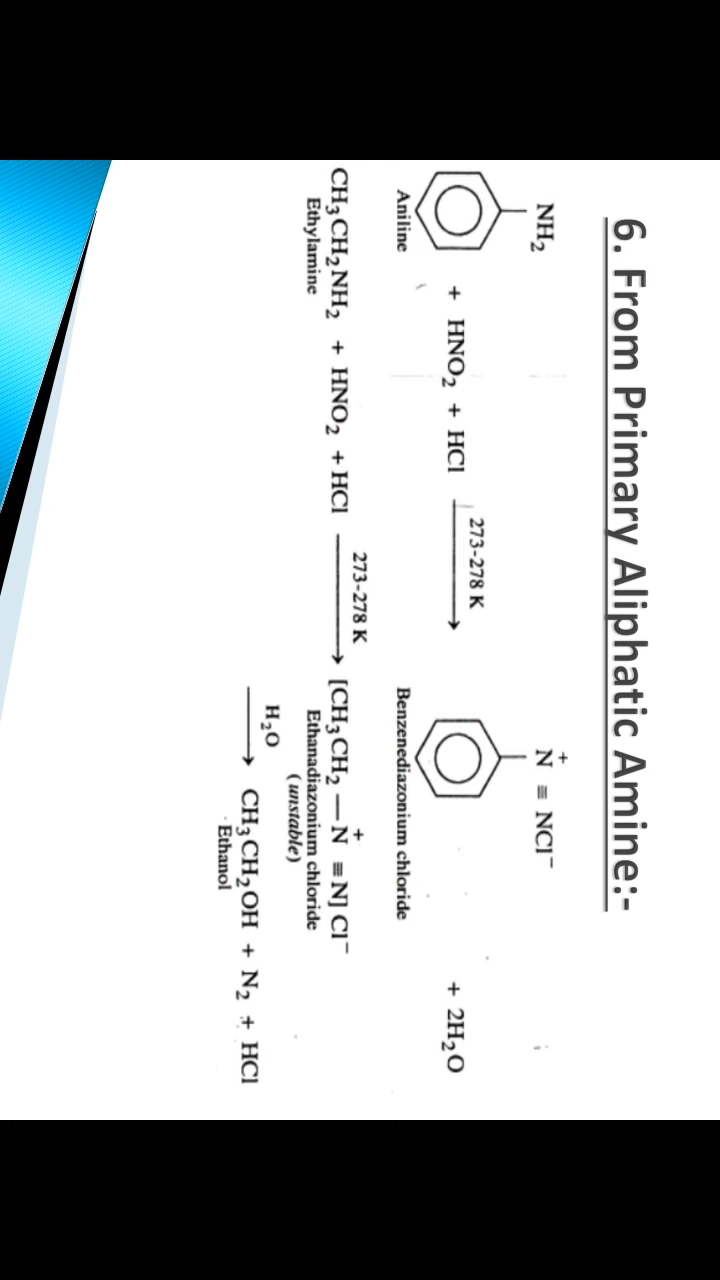 6. From Primary Aliphatic Amine:-
NH₂
+ HNO₂ + HCl
273-278 K
N⁺ ≡ NCl⁻
+ 2H₂O
Aniline
Benzenediazonium chloride
CH₃CH₂NH₂ + HNO₂ + HCl
273-278 K
[CH₃CH₂ — N⁺ ≡ N] Cl⁻
Ethylamine
Ethanadiazonium chloride
(unstable)
H₂O
CH₃CH₂OH + N₂ + HCl
Ethanol